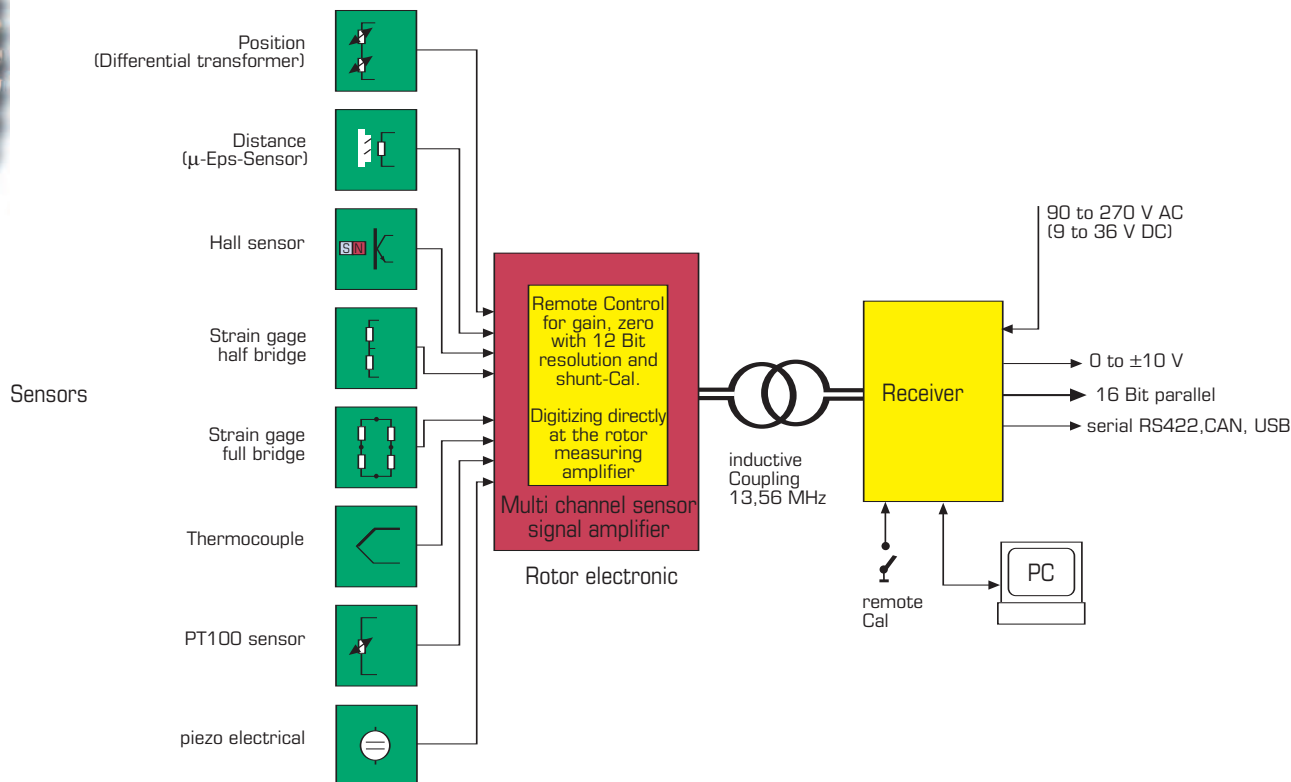 Sensors
Position
(Differential transformer)
Distance
(µ-Eps-Sensor)
Hall sensor
S N
Strain gage
half bridge
Strain gage
full bridge
Thermocouple
PT100 sensor
piezo electrical
Remote Control
for gain, zero
with 12 Bit
resolution and
shunt-Cal.
Digitizing directly
at the rotor
measuring
amplifier
Multi channel sensor
signal amplifier
Rotor electronic
inductive
Coupling
13,56 MHz
Receiver
90 to 270 V AC
(9 to 36 V DC)
0 to ±10 V
16 Bit parallel
serial RS422,CAN, USB
remote
Cal
PC